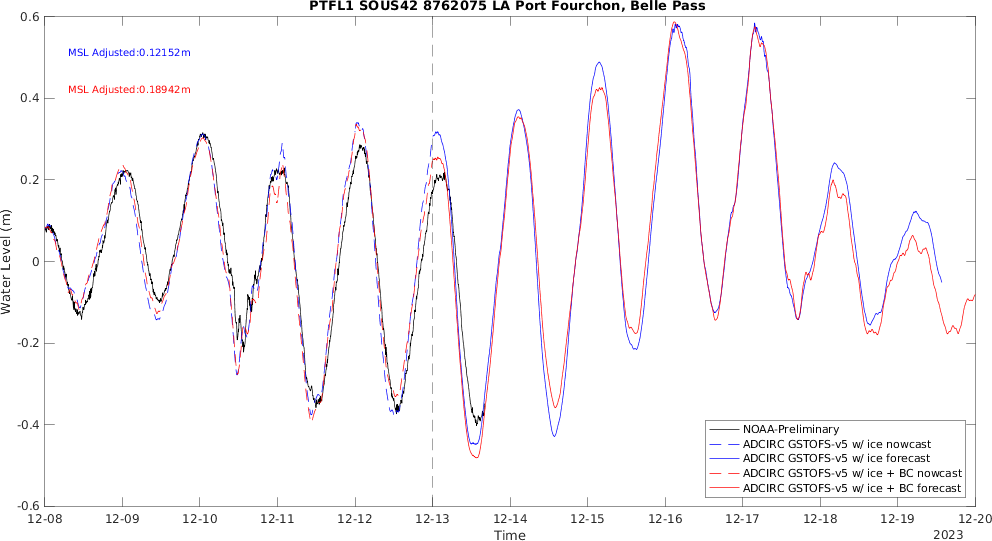 PTFL1 SOUS42 8762075 LA Port Fourchon, Belle Pass
0.6
MSL Adjusted:0.12152m
MSL Adjusted:0.18942m
0.4
0.2
0
-0.2
-0.4
-0.6
Water Level (m)
NOAA-Preliminary
ADCIRC GSTOFS-v5 w/ ice nowcast
ADCIRC GSTOFS-v5 w/ ice forecast
ADCIRC GSTOFS-v5 w/ ice + BC nowcast
ADCIRC GSTOFS-v5 w/ ice + BC forecast
12-08 12-09 12-10 12-11 12-12 12-13 12-14 12-15 12-16 12-17 12-18 12-19 12-20
Time
2023